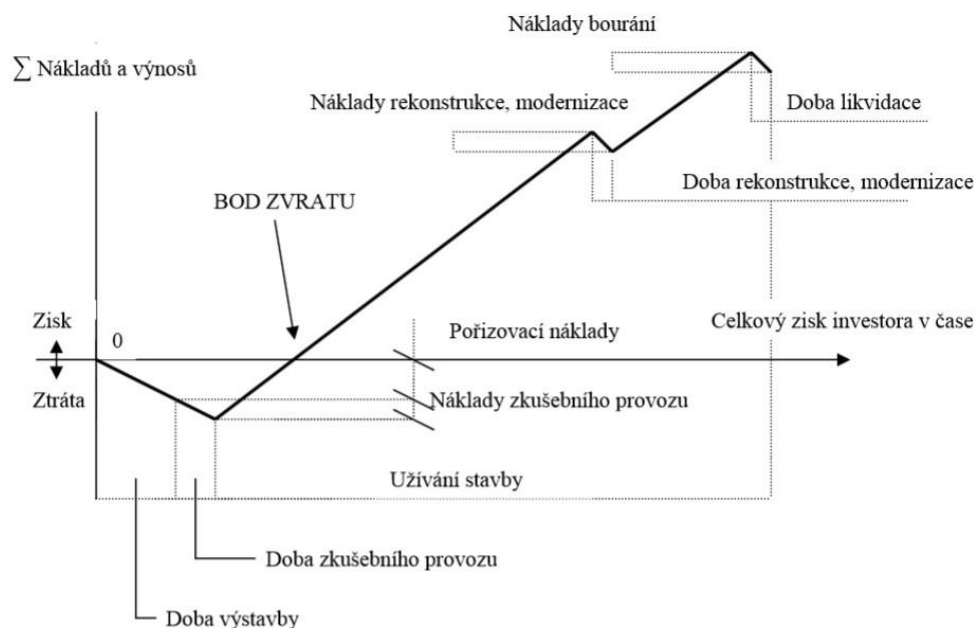 Náklady bourání
∑ Nákladů a výnosů
Náklady rekonstrukce, modernizace
Doba likvidace
Doba rekonstrukce, modernizace
BOD ZVRATU
Zisk
0
Pořizovací náklady
Celkový zisk investora v čase
Ztráta
Náklady zkušebního provozu
Užívání stavby
Doba zkušebního provozu
Doba výstavby